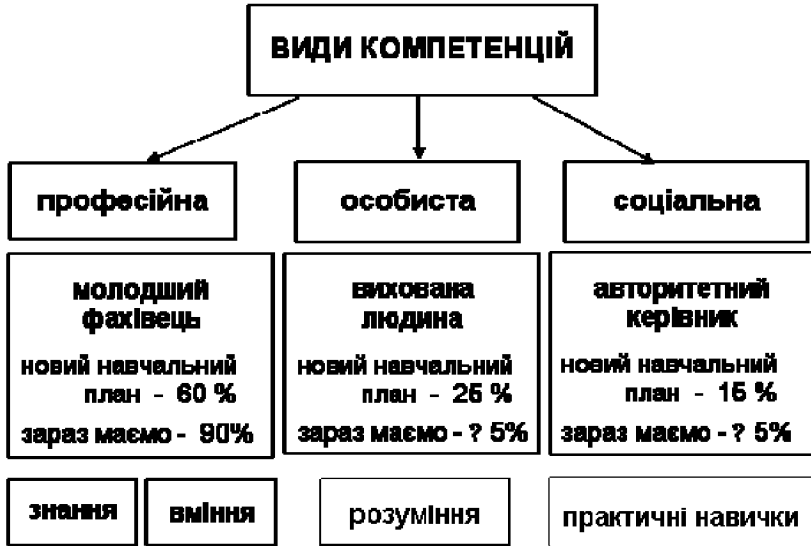 ВИДИ КОМПЕТЕНЦІЙ
професійна
особиста
соціальна
молодший
фахівець
новий навчальний
план - 60 %
зараз маємо - 90%
вихована
людина
новий навчальний
план - 25 %
зараз маємо - ? 5%
авторитетний
керівник
новий навчальний
план - 15 %
зараз маємо - ? 5%
знання
вміння
розуміння
практичні навички